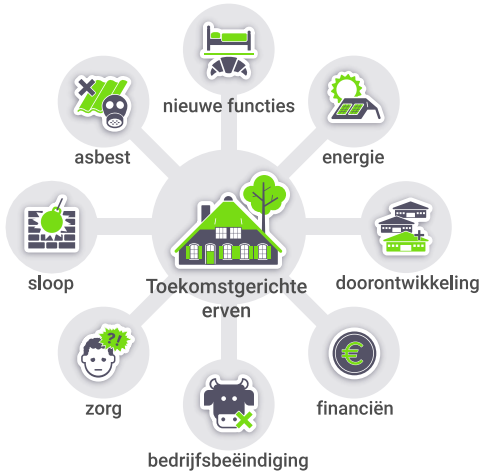 nieuwe functies
asbest
energie
Toekomstgerichte
erven
sloop
doorontwikkeling
?!
zorg
€
financiën
bedrijfsbeëindiging